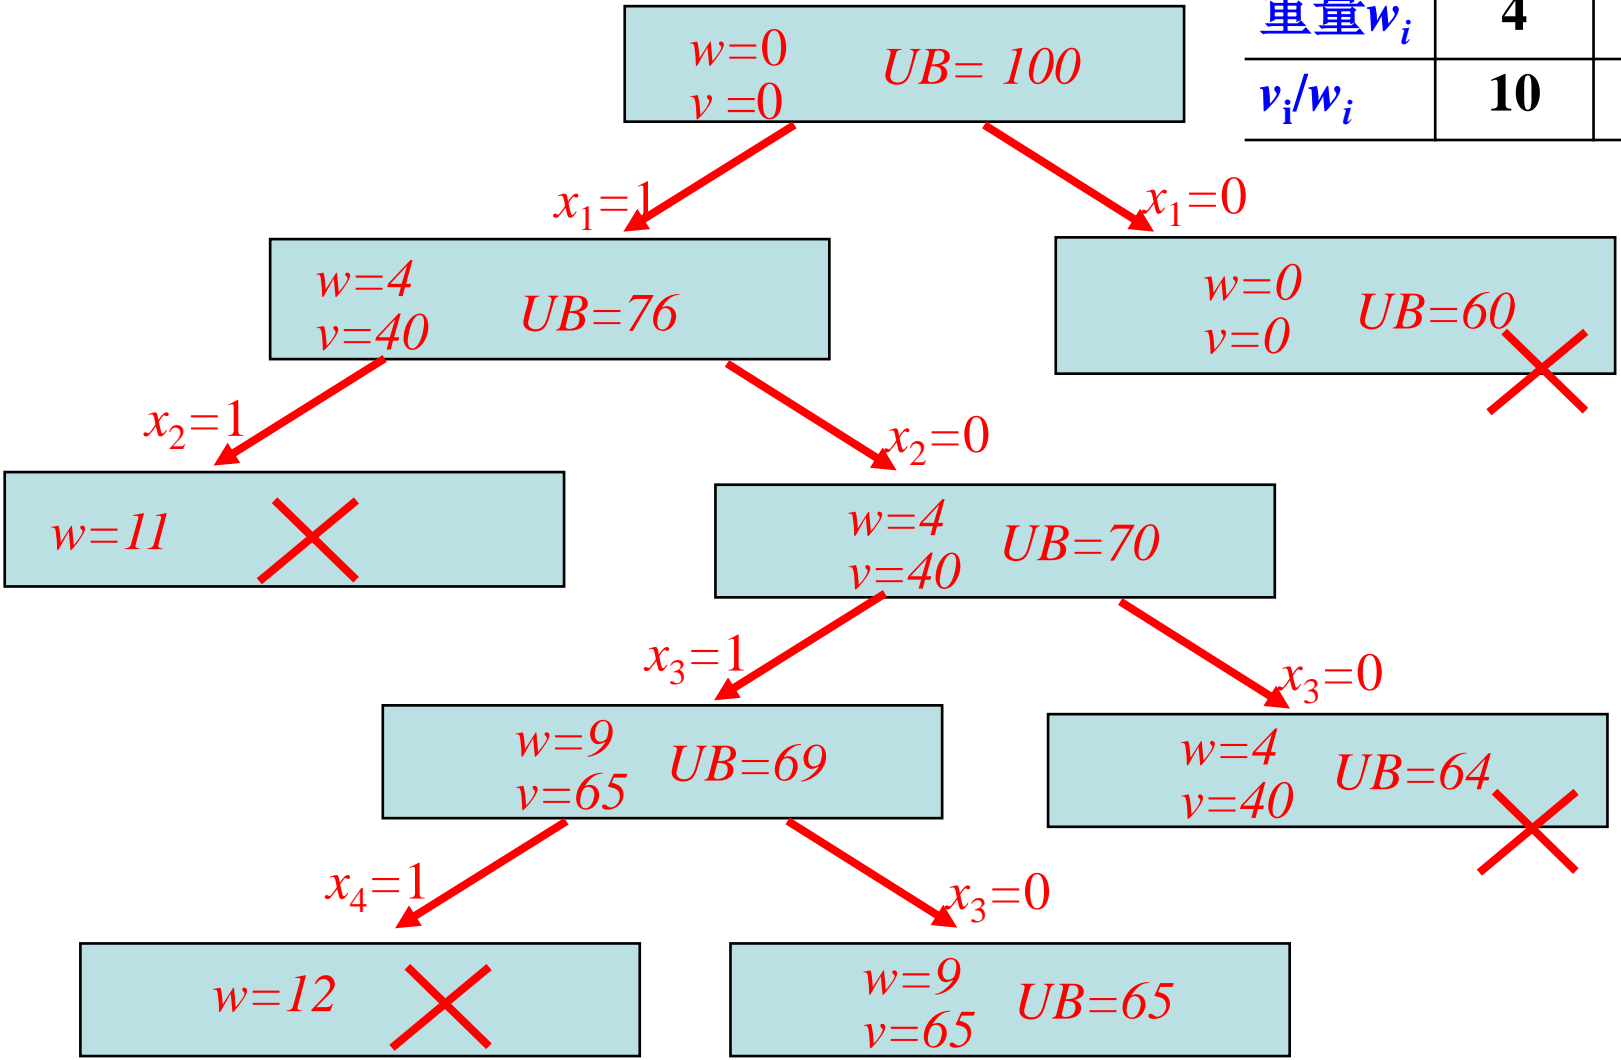 重量wi 4
w=0
v =0
UB= 100
vi/wi 10
x1=1
x1=0
w=4
v=40
UB=76
w=0
v=0
UB=60
x2=1
x2=0
w=11
w=4
v=40
UB=70
x3=1
x3=0
w=9
v=65
UB=69
w=4
v=40
UB=64
x4=1
x3=0
w=12
w=9
v=65
UB=65